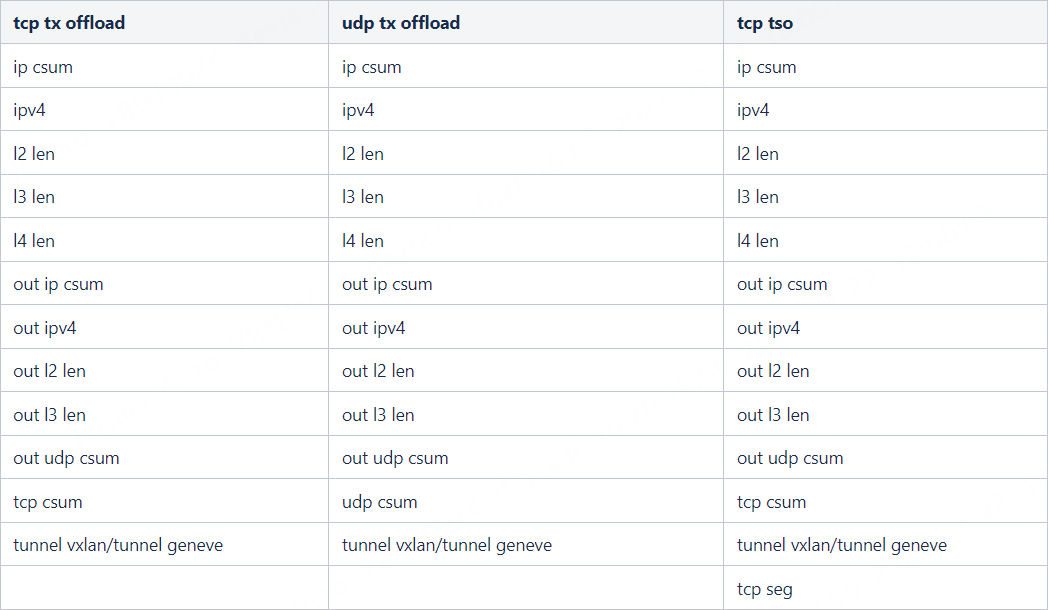 tcp tx offload udp tx offload tcp tso
ip csum ip csum ip csum
ipv4 ipv4 ipv4
l2 len l2 len l2 len
l3 len l3 len l3 len
l4 len l4 len l4 len
out ip csum out ip csum out ip csum
out ipv4 out ipv4 out ipv4
out l2 len out l2 len out l2 len
out l3 len out l3 len out l3 len
out udp csum out udp csum out udp csum
tcp csum udp csum tcp csum
tunnel vxlan/tunnel geneve tunnel vxlan/tunnel geneve tunnel vxlan/tunnel geneve
tcp seg